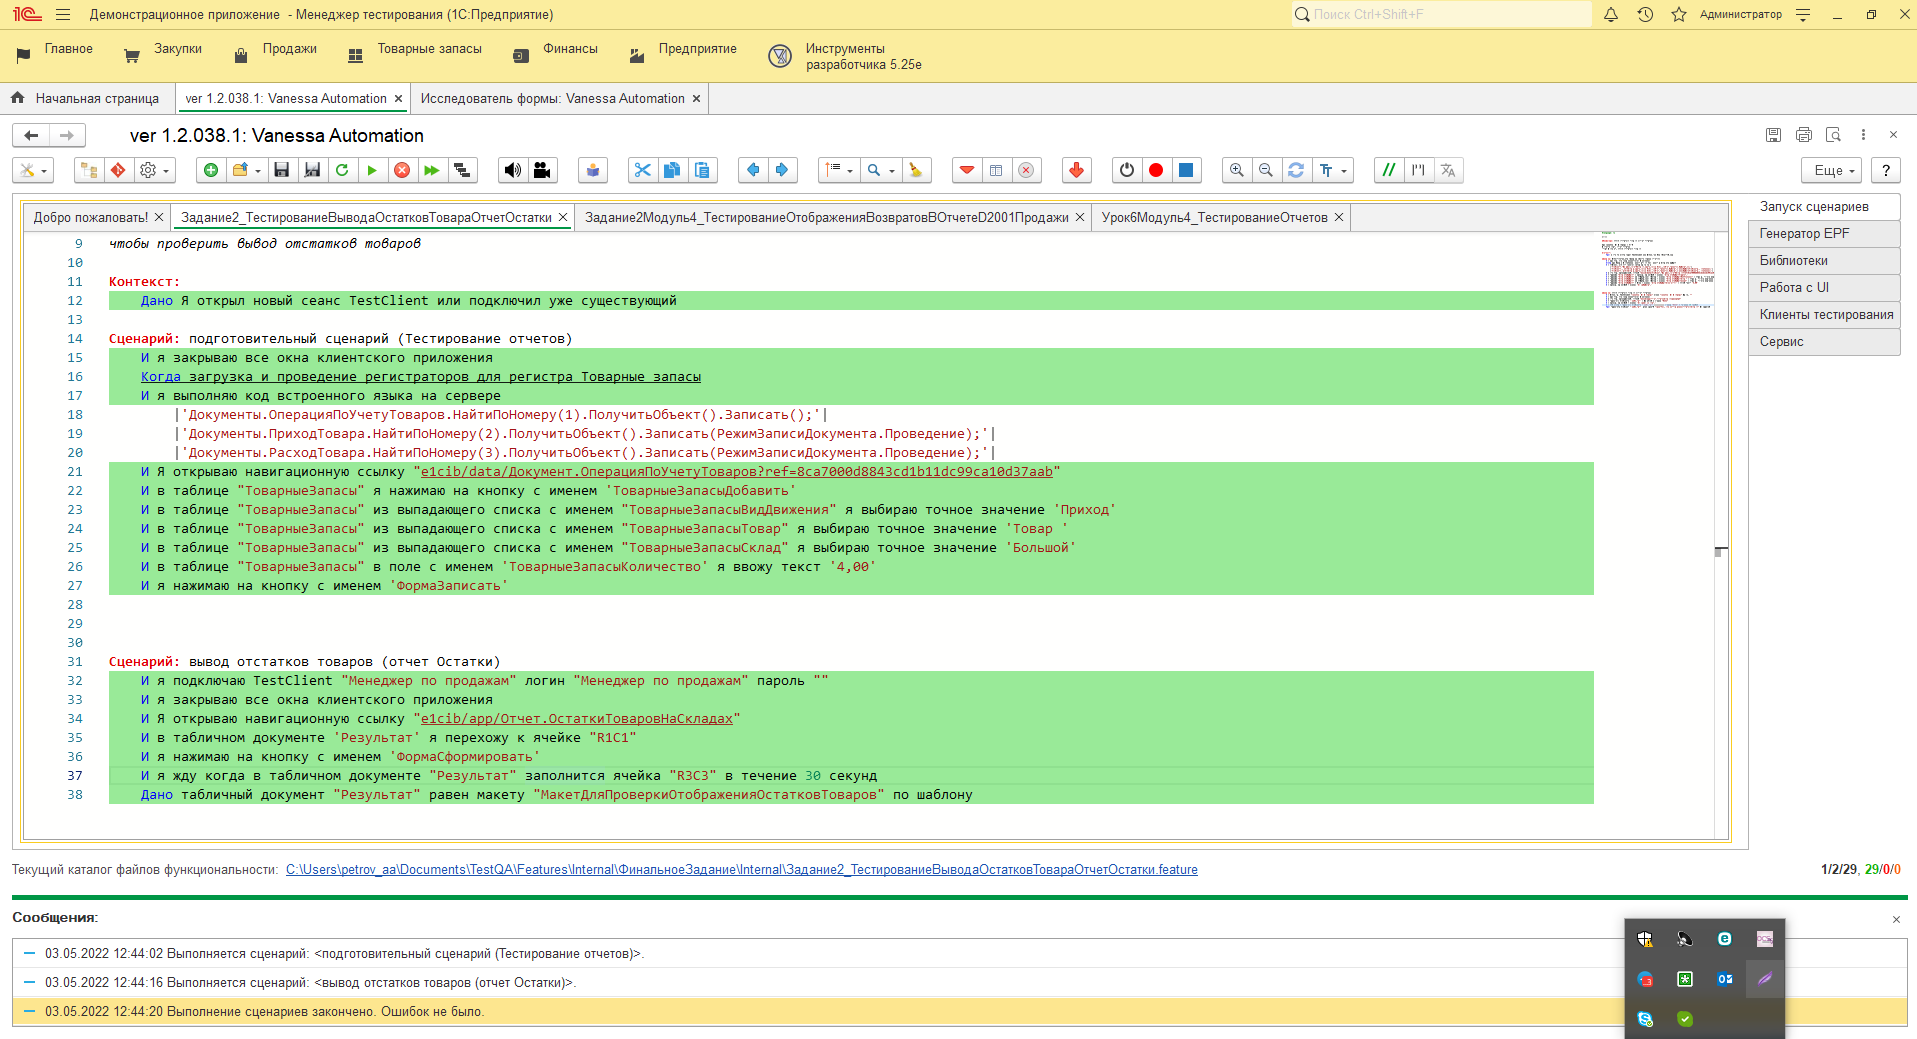 Демонстрационное приложение - Менеджер тестирования (1С:Предприятие)
Поиск Ctrl+Shift+F
Администратор
Главное
Закупки
Продажи
Товарные запасы
Финансы
Предприятие
Инструменты
разработчика 5.25e
Начальная страница
ver 1.2.038.1: Vanessa Automation
Исследователь формы: Vanessa Automation
ver 1.2.038.1: Vanessa Automation
Еще
?
Добро пожаловать!
Задание2_ТестированиеВыводаОстатковТовараОтчетОстатки
Задание2Модуль4_ТестированиеОтображенияВозвратовВОтчетеD2001Продажи
Урок6Модуль4_ТестированиеОтчетов
Запуск сценариев
Генератор EPF
Библиотеки
Работа с UI
Клиенты тестирования
Сервис
9 чтобы проверить вывод отстатков товаров
10
11 Контекст:
12 Дано Я открыл новый сеанс TestClient или подключил уже существующий
13
14 Сценарий: подготовительный сценарий (Тестирование отчетов)
15 И я закрываю все окна клиентского приложения
16 Когда загрузка и проведение регистраторов для регистра Товарные запасы
17 И я выполняю код встроенного языка на сервере
18 |'Документы.ОперацияПоУчетуТоваров.НайтиПоНомеру(1).ПолучитьОбъект().Записать();'|
19 |'Документы.ПриходТовара.НайтиПоНомеру(2).ПолучитьОбъект().Записать(РежимЗаписиДокумента.Проведение);'|
20 |'Документы.РасходТовара.НайтиПоНомеру(3).ПолучитьОбъект().Записать(РежимЗаписиДокумента.Проведение);'|
21 И Я открываю навигационную ссылку "e1cib/data/Документ.ОперацияПоУчетуТоваров?ref=8ca7000d8843cd1b11dc99ca10d37aab"
22 И в таблице "ТоварныеЗапасы" я нажимаю на кнопку с именем 'ТоварныеЗапасыДобавить'
23 И в таблице "ТоварныеЗапасы" из выпадающего списка с именем "ТоварныеЗапасыВидДвижения" я выбираю точное значение 'Приход'
24 И в таблице "ТоварныеЗапасы" из выпадающего списка с именем "ТоварныеЗапасыТовар" я выбираю точное значение 'Товар '
25 И в таблице "ТоварныеЗапасы" из выпадающего списка с именем "ТоварныеЗапасыСклад" я выбираю точное значение 'Большой'
26 И в таблице "ТоварныеЗапасы" в поле с именем 'ТоварныеЗапасыКоличество' я ввожу текст '4,00'
27 И я нажимаю на кнопку с именем 'ФормаЗаписать'
28
29
30
31 Сценарий: вывод отстатков товаров (отчет Остатки)
32 И я подключаю TestClient "Менеджер по продажам" логин "Менеджер по продажам" пароль ""
33 И я закрываю все окна клиентского приложения
34 И Я открываю навигационную ссылку "e1cib/app/Отчет.ОстаткиТоваровНаСкладах"
35 И в табличном документе 'Результат' я перехожу к ячейке "R1C1"
36 И я нажимаю на кнопку с именем 'ФормаСформировать'
37 И я жду когда в табличном документе "Результат" заполнится ячейка "R3C3" в течение 30 секунд
38 Дано табличный документ "Результат" равен макету "МакетДляПроверкиОтображенияОстатковТоваров" по шаблону
Текущий каталог файлов функциональности: C:\Users\petrov_aa\Documents\TestQA\Features\Internal\ФинальноеЗадание\Internal\Задание2_ТестированиеВыводаОстатковТовараОтчетОстатки.feature
1/2/29, 29/0/0
Сообщения:
03.05.2022 12:44:02 Выполняется сценарий: <подготовительный сценарий (Тестирование отчетов)>.
03.05.2022 12:44:16 Выполняется сценарий: <вывод отстатков товаров (отчет Остатки)>.
03.05.2022 12:44:20 Выполнение сценариев закончено. Ошибок не было.